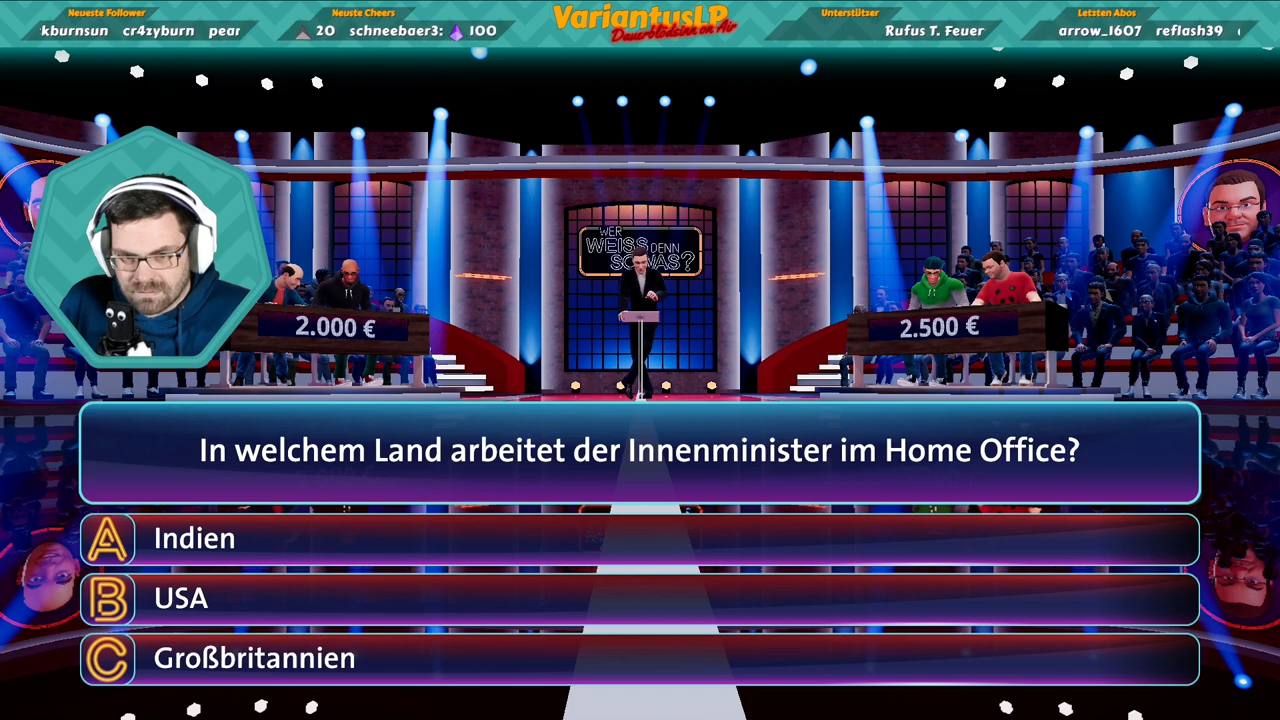 Neueste Follower
Neuste Cheers
VariantusLP
Dauerblödsinn on Air
Unterstützer
Letzten Abos
kburnsun cr4zyburn pear
20 schneebaer3: 100
Rufus T. Feuer
arrow_1607 reflash39
WER
WEISS DENN
SOWAS?
2.000 €
2.500 €
In welchem Land arbeitet der Innenminister im Home Office?
A Indien
B USA
C Großbritannien